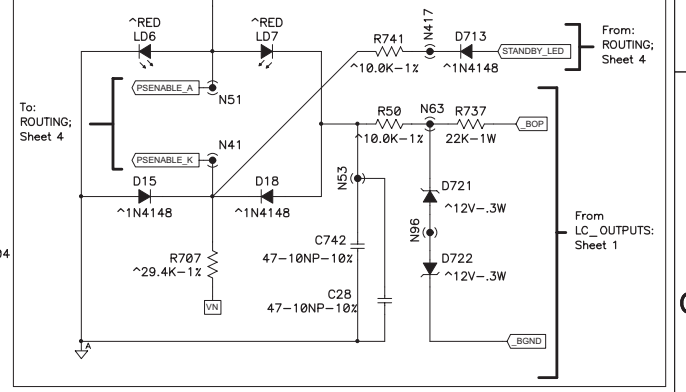 ^RED
LD6
^RED
LD7
R741
^10.0K-1%
N417
D713
^1N4148
STANDBY_LED
From:
ROUTING;
Sheet 4
To:
ROUTING;
Sheet 4
PSENABLE_A
N51
N41
PSENABLE_K
R50
^10.0K-1%
N63
R737
22K-1W
_BOP
D15
^1N4148
D18
^1N4148
N53
D721
^12V-.3W
N96
D722
^12V-.3W
From
LC_OUTPUTS:
Sheet 1
R707
^29.4K-1%
VN
C742
47-10NP-10%
C28
47-10NP-10%
_BGND
A